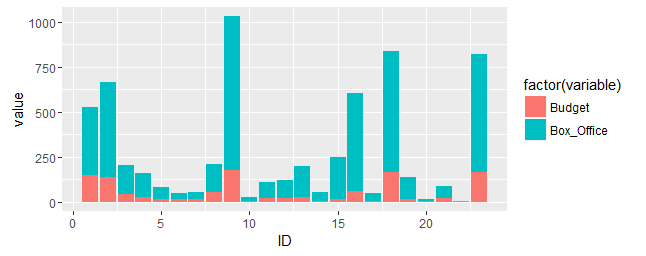 1000
750
500
250
0
value
0 5 10 15 20
ID
factor(variable)
Budget
Box_Office